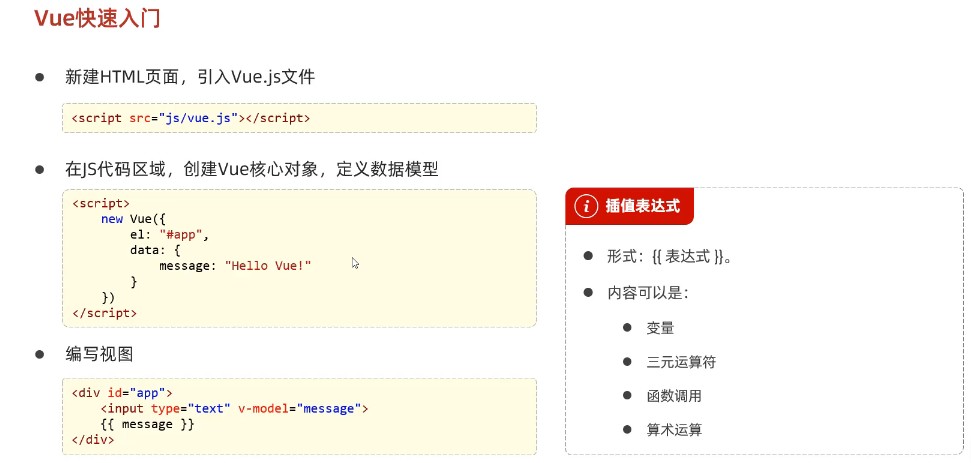 Vue快速入门
● 新建HTML页面，引入Vue.js文件
<script src="js/vue.js"></script>
● 在JS代码区域，创建Vue核心对象，定义数据模型
<script>
    new Vue({
        el: "#app",
        data: {
            message: "Hello Vue!"
        }
    })
</script>
● 编写视图
<div id="app">
    <input type="text" v-model="message">
    {{ message }}
</div>
i 插值表达式
● 形式：{{ 表达式 }}。
● 内容可以是：
● 变量
● 三元运算符
● 函数调用
● 算术运算